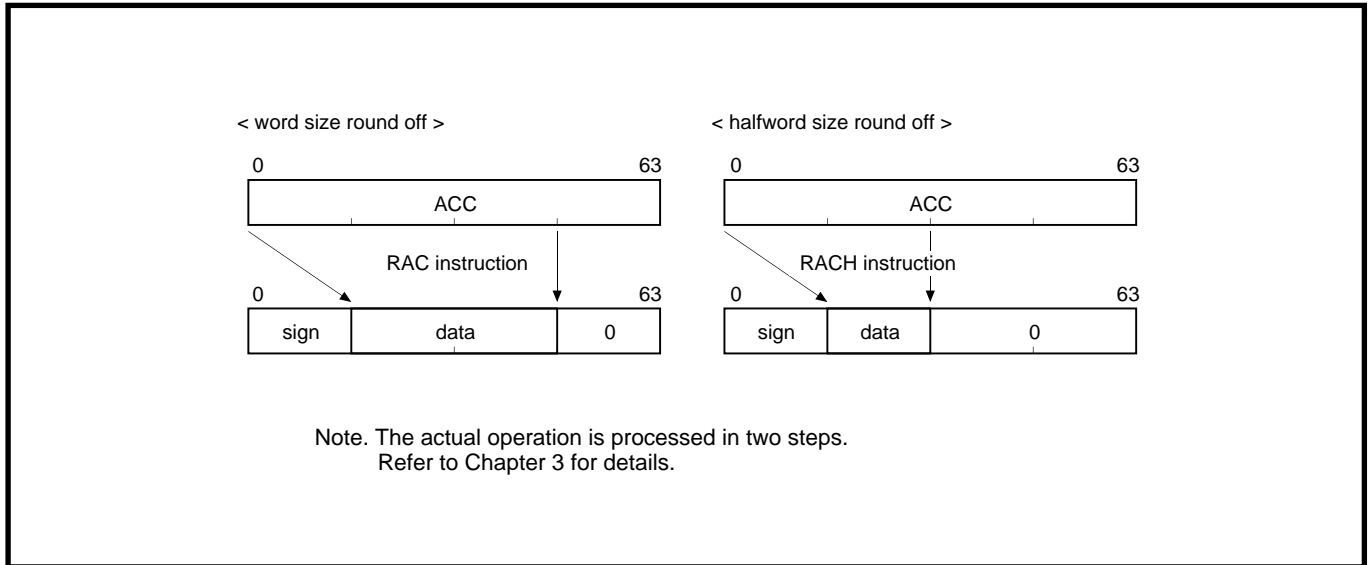 < word size round off >
0 63
ACC
RAC instruction
0 63
sign data 0
< halfword size round off >
0 63
ACC
RACH instruction
0 63
sign data 0
Note. The actual operation is processed in two steps.
Refer to Chapter 3 for details.